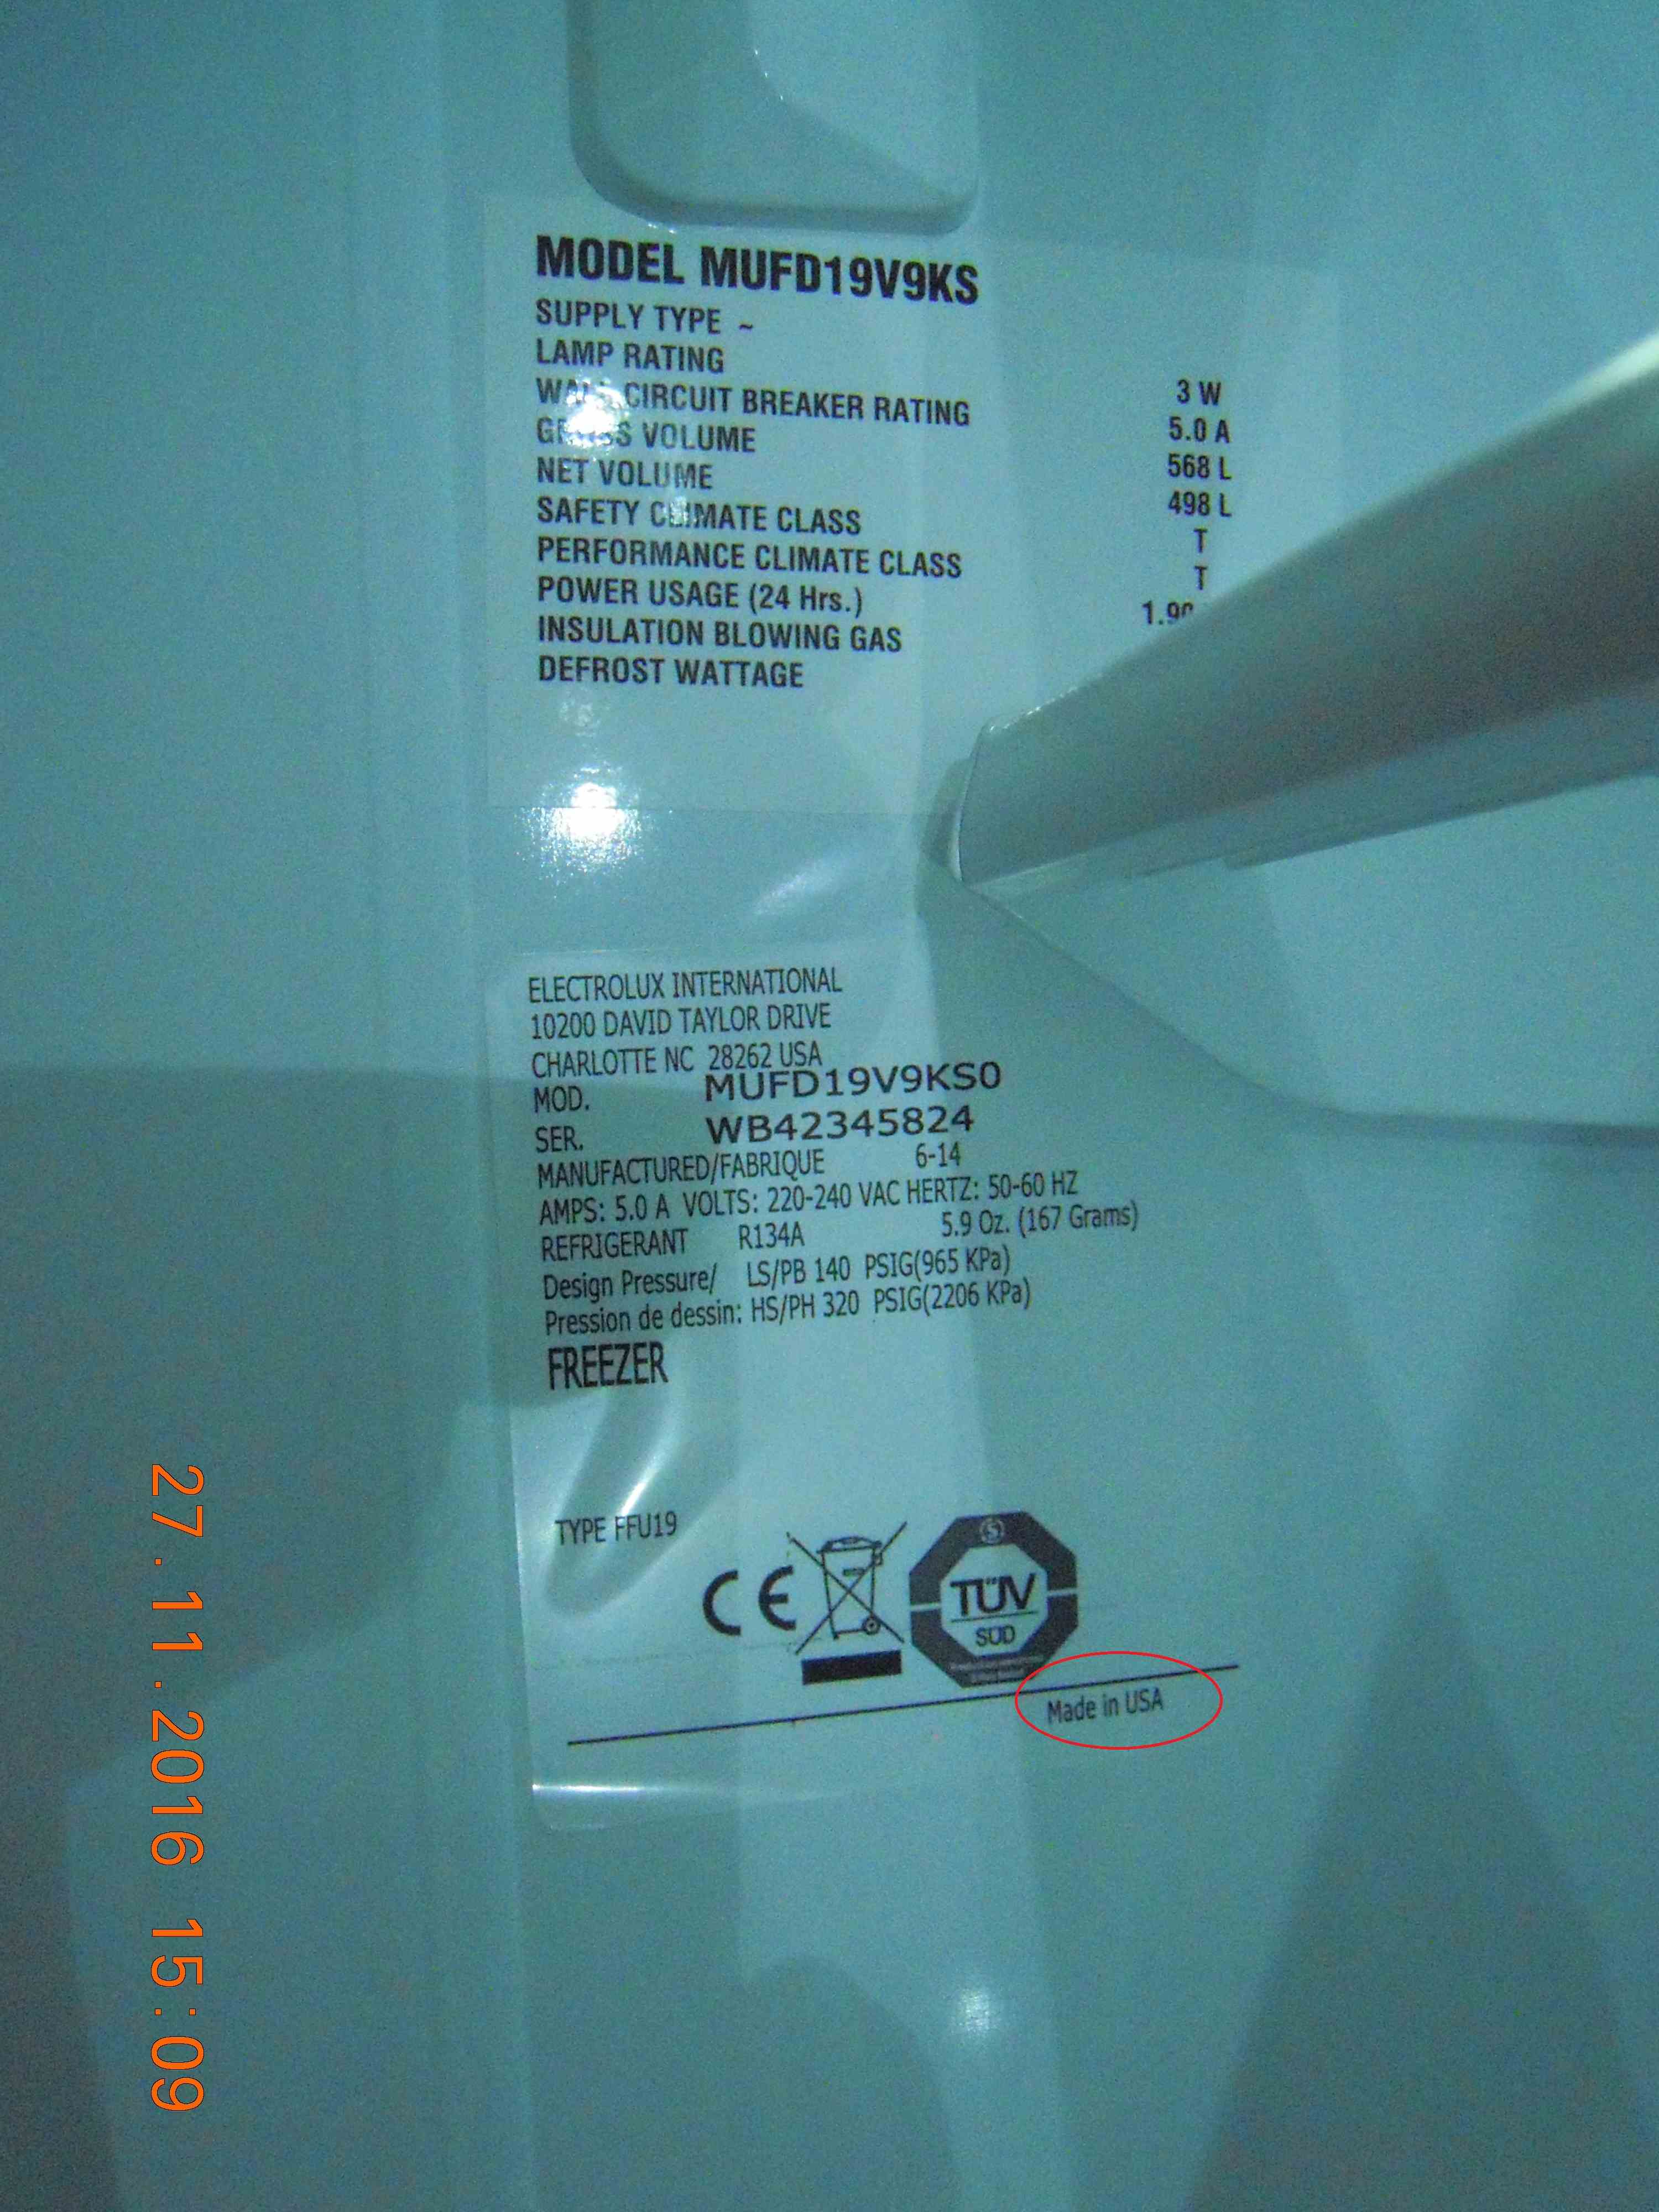 MODEL MUFD19V9KS
SUPPLY TYPE ~
LAMP RATING 3 W
WALL CIRCUIT BREAKER RATING 5.0 A
GROSS VOLUME 568 L
NET VOLUME 498 L
SAFETY CLIMATE CLASS T
PERFORMANCE CLIMATE CLASS T
POWER USAGE (24 Hrs.)
INSULATION BLOWING GAS
DEFROST WATTAGE
ELECTROLUX INTERNATIONAL
10200 DAVID TAYLOR DRIVE
CHARLOTTE NC 28262 USA
MOD. MUFD19V9KS0
SER. WB42345824
MANUFACTURED/FABRIQUE 6-14
AMPS: 5.0 A VOLTS: 220-240 VAC HERTZ: 50-60 HZ
REFRIGERANT R134A 5.9 Oz. (167 Grams)
Design Pressure/ LS/PB 140 PSIG(965 KPa)
Pression de dessin: HS/PH 320 PSIG(2206 KPa)
FREEZER
TYPE FFU19
CE
S
TÜV
SÜD
Made in USA
27.11.2016 15:09